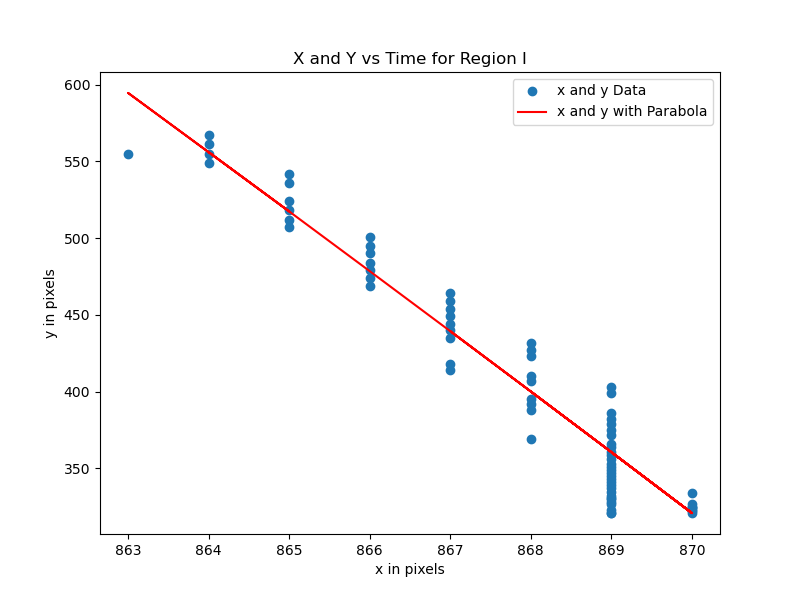 X and Y vs Time for Region I
x and y Data
x and y with Parabola
600
550
500
450
400
350
y in pixels
863 864 865 866 867 868 869 870
x in pixels